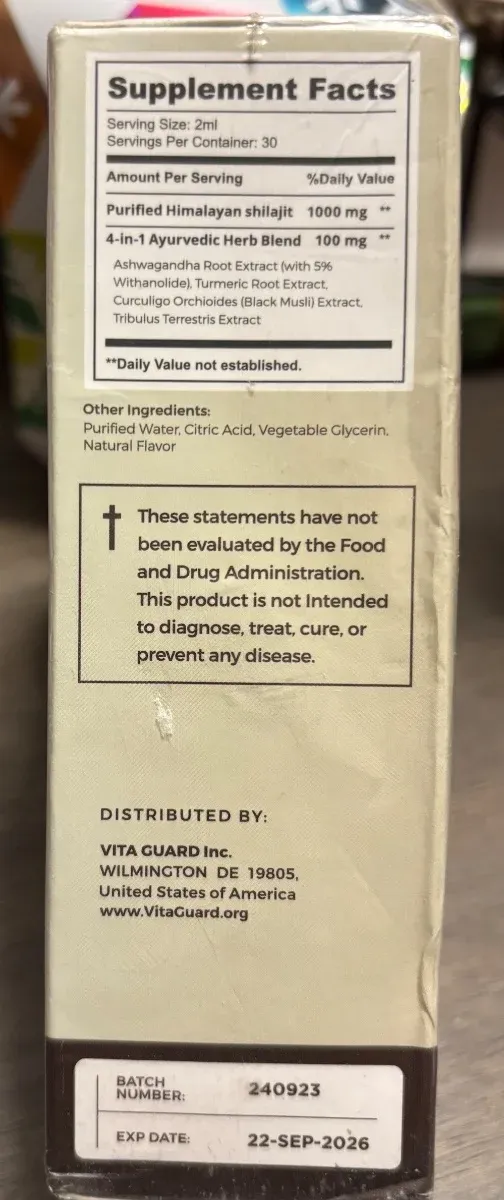 Supplement Facts
Serving Size: 2ml
Servings Per Container: 30
Amount Per Serving %Daily Value
Purified Himalayan shilajit 1000 mg **
4-in-1 Ayurvedic Herb Blend 100 mg **
Ashwagandha Root Extract (with 5%
Withanolide), Turmeric Root Extract,
Curculigo Orchioides (Black Musli) Extract,
Tribulus Terrestris Extract
**Daily Value not established.
Other Ingredients:
Purified Water, Citric Acid, Vegetable Glycerin,
Natural Flavor
† These statements have not
been evaluated by the Food
and Drug Administration.
This product is not Intended
to diagnose, treat, cure, or
prevent any disease.
DISTRIBUTED BY:
VITA GUARD Inc.
WILMINGTON DE 19805,
United States of America
www.VitaGuard.org
BATCH
NUMBER: 240923
EXP DATE: 22-SEP-2026